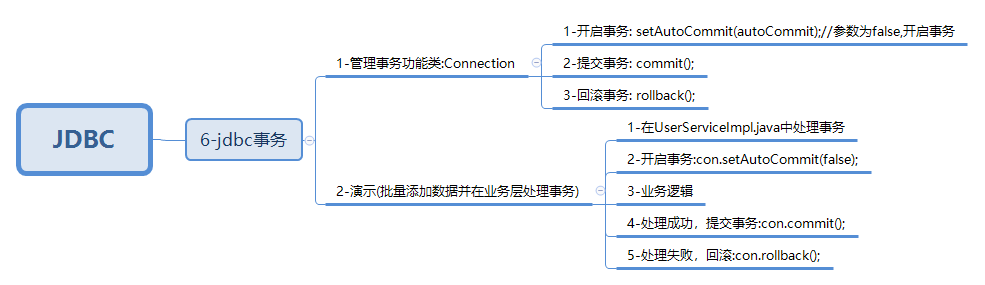 JDBC
6-jdbc事务
1-管理事务功能类:Connection
1-开启事务: setAutoCommit(autoCommit);//参数为false,开启事务
2-提交事务: commit();
3-回滚事务: rollback();
2-演示(批量添加数据并在业务层处理事务)
1-在UserServiceImpl.java中处理事务
2-开启事务:con.setAutoCommit(false);
3-业务逻辑
4-处理成功，提交事务:con.commit();
5-处理失败，回滚:con.rollback();